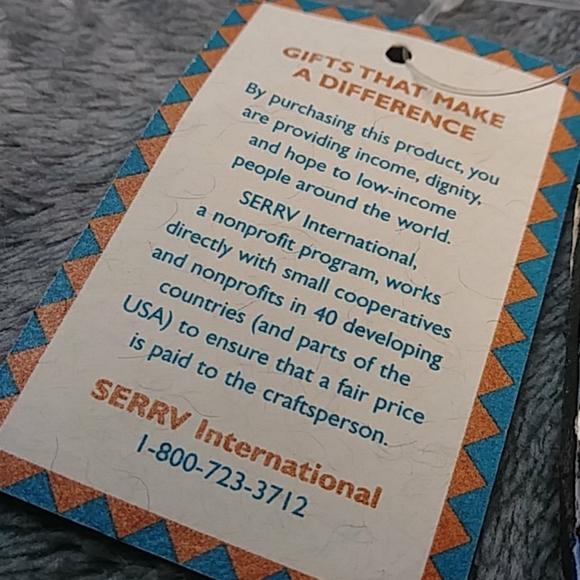 GIFTS THAT MAKE
A DIFFERENCE
By purchasing this product, you
are providing income, dignity,
and hope to low-income
people around the world.
SERRV International,
a nonprofit program, works
directly with small cooperatives
and nonprofits in 40 developing
countries (and parts of the
USA) to ensure that a fair price
is paid to the craftsperson.
SERRV International
1-800-723-3712